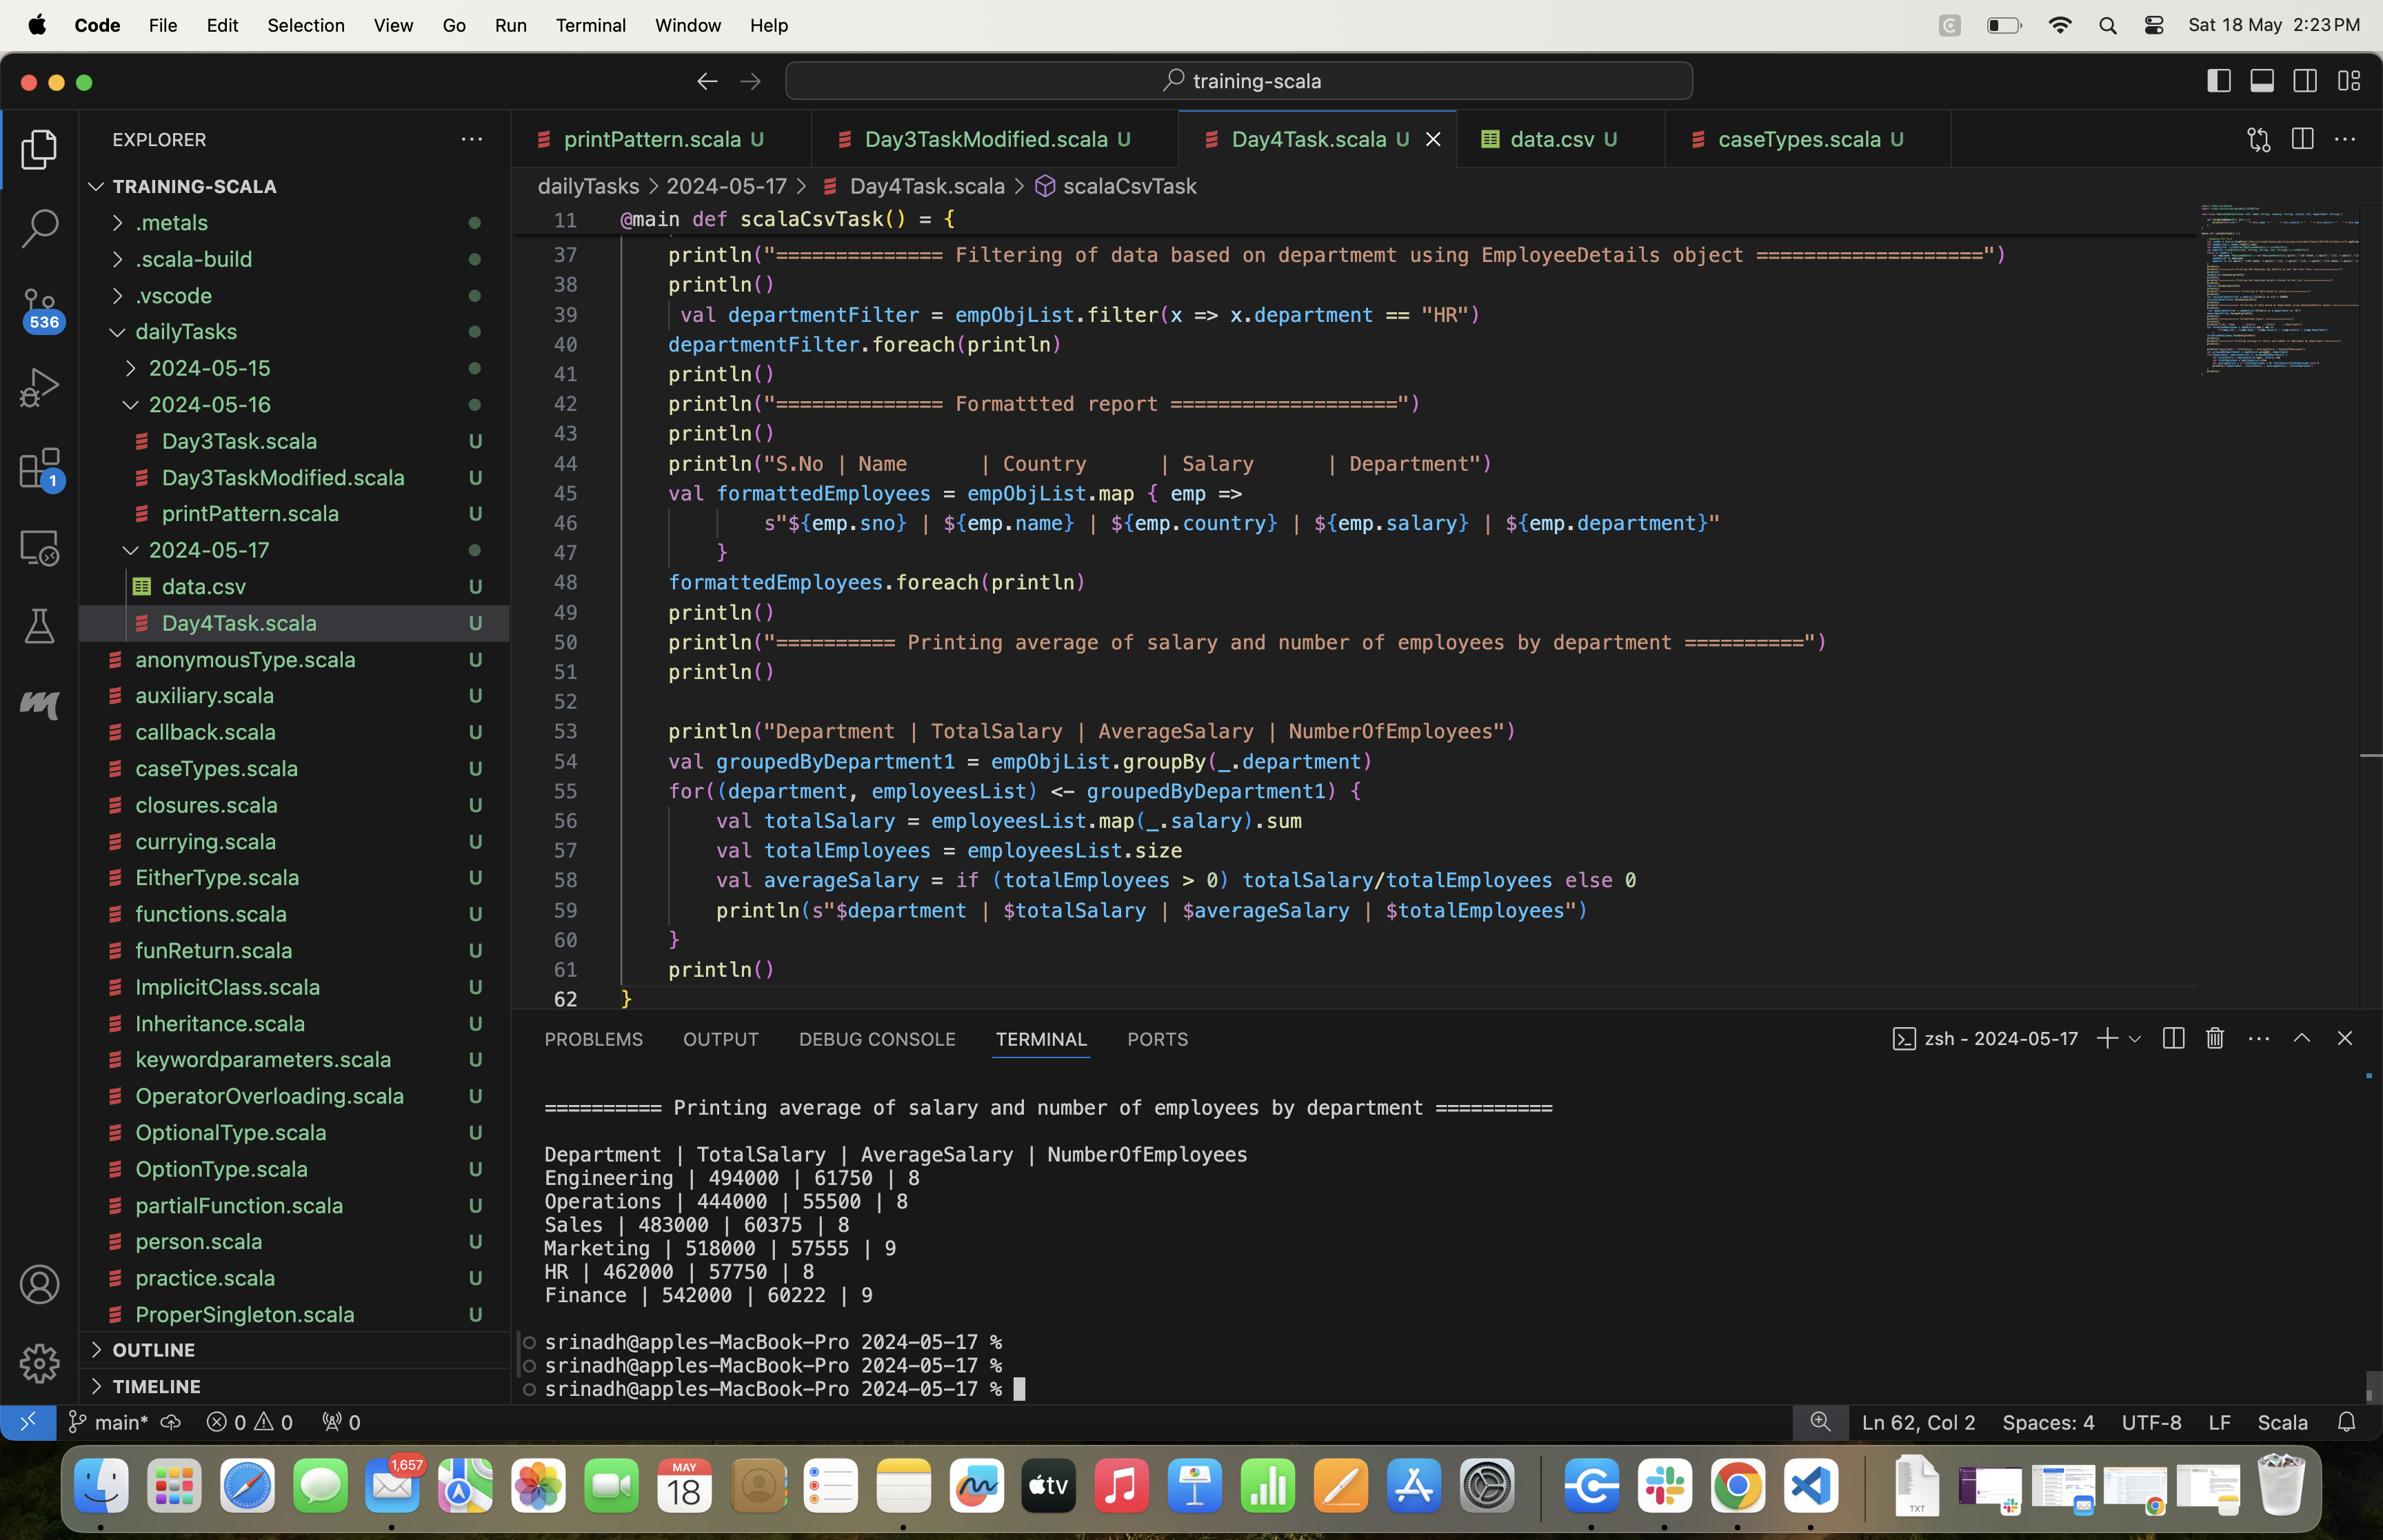 Code File Edit Selection View Go Run Terminal Window Help Sat 18 May 2:23 PM
training-scala
EXPLORER
TRAINING-SCALA
.metals
.scala-build
.vscode
dailyTasks
2024-05-15
2024-05-16
Day3Task.scala U
Day3TaskModified.scala U
printPattern.scala U
2024-05-17
data.csv U
Day4Task.scala U
anonymousType.scala U
auxiliary.scala U
callback.scala U
caseTypes.scala U
closures.scala U
currying.scala U
EitherType.scala U
functions.scala U
funReturn.scala U
ImplicitClass.scala U
Inheritance.scala U
keywordparameters.scala U
OperatorOverloading.scala U
OptionalType.scala U
OptionType.scala U
partialFunction.scala U
person.scala U
practice.scala U
ProperSingleton.scala U
OUTLINE
TIMELINE
536
1
printPattern.scala U Day3TaskModified.scala U Day4Task.scala U data.csv U caseTypes.scala U
dailyTasks > 2024-05-17 > Day4Task.scala > scalaCsvTask
11 @main def scalaCsvTask() = {
37 println("============== Filtering of data based on departmemt using EmployeeDetails object ===================")
38 println()
39 val departmentFilter = empObjList.filter(x => x.department == "HR")
40 departmentFilter.foreach(println)
41 println()
42 println("============== Formattted report ===================")
43 println()
44 println("S.No | Name | Country | Salary | Department")
45 val formattedEmployees = empObjList.map { emp =>
46 s"${emp.sno} | ${emp.name} | ${emp.country} | ${emp.salary} | ${emp.department}"
47 }
48 formattedEmployees.foreach(println)
49 println()
50 println("========== Printing average of salary and number of employees by department ==========")
51 println()
52
53 println("Department | TotalSalary | AverageSalary | NumberOfEmployees")
54 val groupedByDepartment1 = empObjList.groupBy(_.department)
55 for((department, employeesList) <- groupedByDepartment1) {
56 val totalSalary = employeesList.map(_.salary).sum
57 val totalEmployees = employeesList.size
58 val averageSalary = if (totalEmployees > 0) totalSalary/totalEmployees else 0
59 println(s"$department | $totalSalary | $averageSalary | $totalEmployees")
60 }
61 println()
62 }
PROBLEMS OUTPUT DEBUG CONSOLE TERMINAL PORTS zsh - 2024-05-17
========== Printing average of salary and number of employees by department ==========
Department | TotalSalary | AverageSalary | NumberOfEmployees
Engineering | 494000 | 61750 | 8
Operations | 444000 | 55500 | 8
Sales | 483000 | 60375 | 8
Marketing | 518000 | 57555 | 9
HR | 462000 | 57750 | 8
Finance | 542000 | 60222 | 9
srinadh@apples-MacBook-Pro 2024-05-17 %
srinadh@apples-MacBook-Pro 2024-05-17 %
srinadh@apples-MacBook-Pro 2024-05-17 %
main* 0 0 0 Ln 62, Col 2 Spaces: 4 UTF-8 LF Scala
1,657
MAY
18
tv
TXT